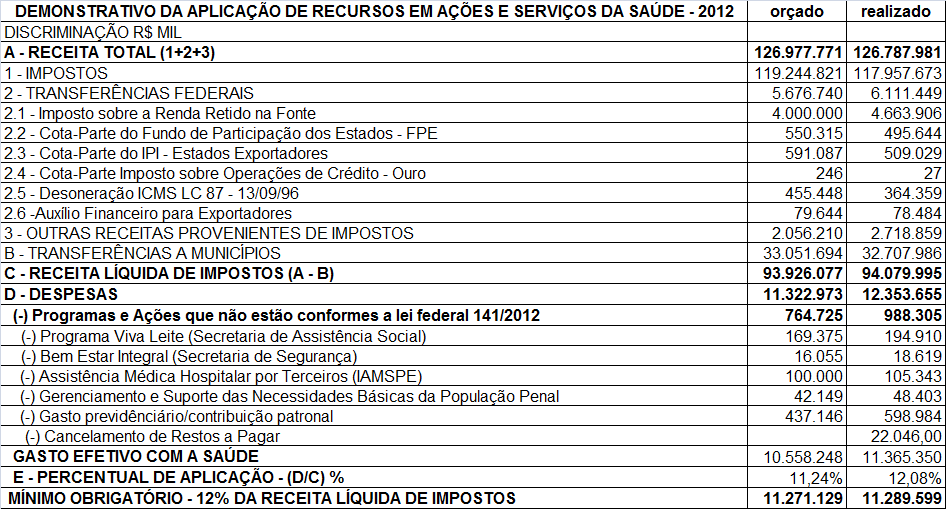 DEMONSTRATIVO DA APLICAÇÃO DE RECURSOS EM AÇÕES E SERVIÇOS DA SAÚDE - 2012 orçado realizado
DISCRIMINAÇÃO R$ MIL
A - RECEITA TOTAL (1+2+3) 126.977.771 126.787.981
1 - IMPOSTOS 119.244.821 117.957.673
2 - TRANSFERÊNCIAS FEDERAIS 5.676.740 6.111.449
2.1 - Imposto sobre a Renda Retido na Fonte 4.000.000 4.663.906
2.2 - Cota-Parte do Fundo de Participação dos Estados - FPE 550.315 495.644
2.3 - Cota-Parte do IPI - Estados Exportadores 591.087 509.029
2.4 - Cota-Parte Imposto sobre Operações de Crédito - Ouro 246 27
2.5 - Desoneração ICMS LC 87 - 13/09/96 455.448 364.359
2.6 -Auxílio Financeiro para Exportadores 79.644 78.484
3 - OUTRAS RECEITAS PROVENIENTES DE IMPOSTOS 2.056.210 2.718.859
B - TRANSFERÊNCIAS A MUNICÍPIOS 33.051.694 32.707.986
C - RECEITA LÍQUIDA DE IMPOSTOS (A - B) 93.926.077 94.079.995
D - DESPESAS 11.322.973 12.353.655
(-) Programas e Ações que não estão conformes a lei federal 141/2012 764.725 988.305
(-) Programa Viva Leite (Secretaria de Assistência Social) 169.375 194.910
(-) Bem Estar Integral (Secretaria de Segurança) 16.055 18.619
(-) Assistência Médica Hospitalar por Terceiros (IAMSPE) 100.000 105.343
(-) Gerenciamento e Suporte das Necessidades Básicas da População Penal 42.149 48.403
(-) Gasto previdênciário/contribuição patronal 437.146 598.984
(-) Cancelamento de Restos a Pagar 22.046,00
GASTO EFETIVO COM A SAÚDE 10.558.248 11.365.350
E - PERCENTUAL DE APLICAÇÃO - (D/C) % 11,24% 12,08%
MÍNIMO OBRIGATÓRIO - 12% DA RECEITA LÍQUIDA DE IMPOSTOS 11.271.129 11.289.599